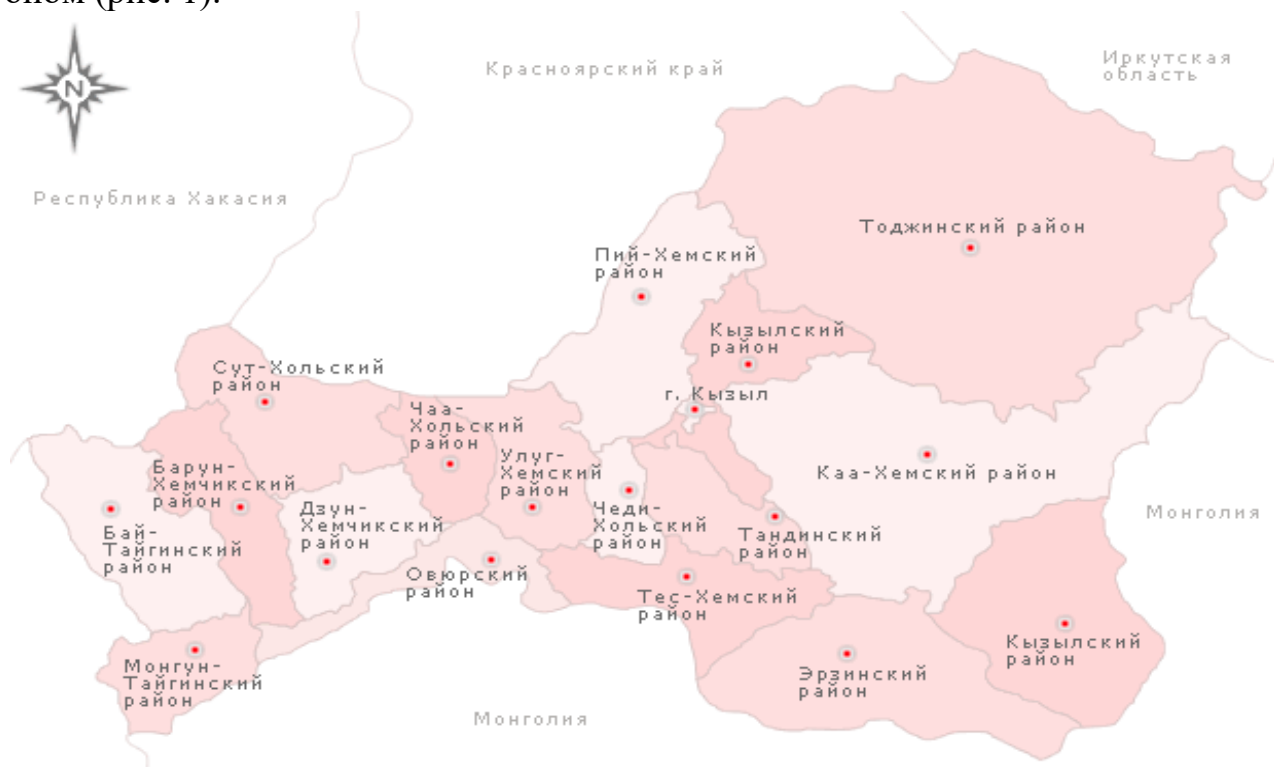 оном (рис. 1).
Красноярский край
Иркутская
область
N
Республика Хакасия
Тоджинский район
Пий-Хемский
район
Кызылский
район
Сут-Хольский
район
г. Кызыл
Чаа-
Хольский
район
Улуг-
Хемский
район
Барун-
Хемчикский
район
Каа-Хемский район
Дзун-
Хемчикский
район
Чеди-
Хольский
район
Монголия
Бай-
Тайгинский
район
Тандинский
район
Овюрский
район
Тес-Хемский
район
Кызылский
район
Монгун-
Тайгинский
район
Эрзинский
район
Монголия